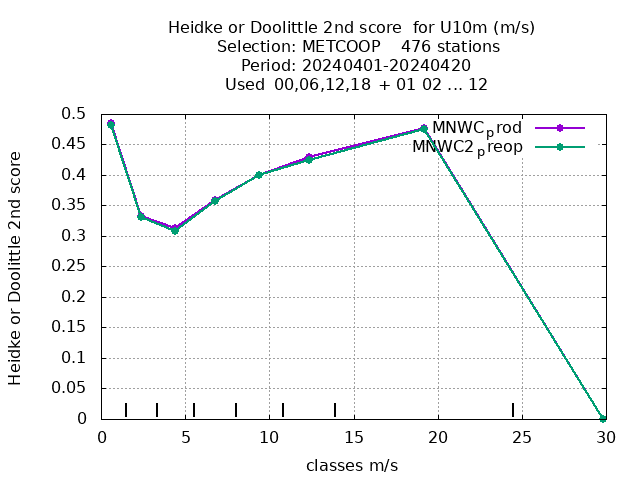 Heidke or Doolittle 2nd score  for U10m (m/s)
Selection: METCOOP    476 stations
Period: 20240401-20240420
Used  00,06,12,18  + 01 02 ... 12
Heidke or Doolittle 2nd score
0.5
0.45
0.4
0.35
0.3
0.25
0.2
0.15
0.1
0.05
0
MNWC_prod
MNWC2_preop
0 5 10 15 20 25 30
classes m/s